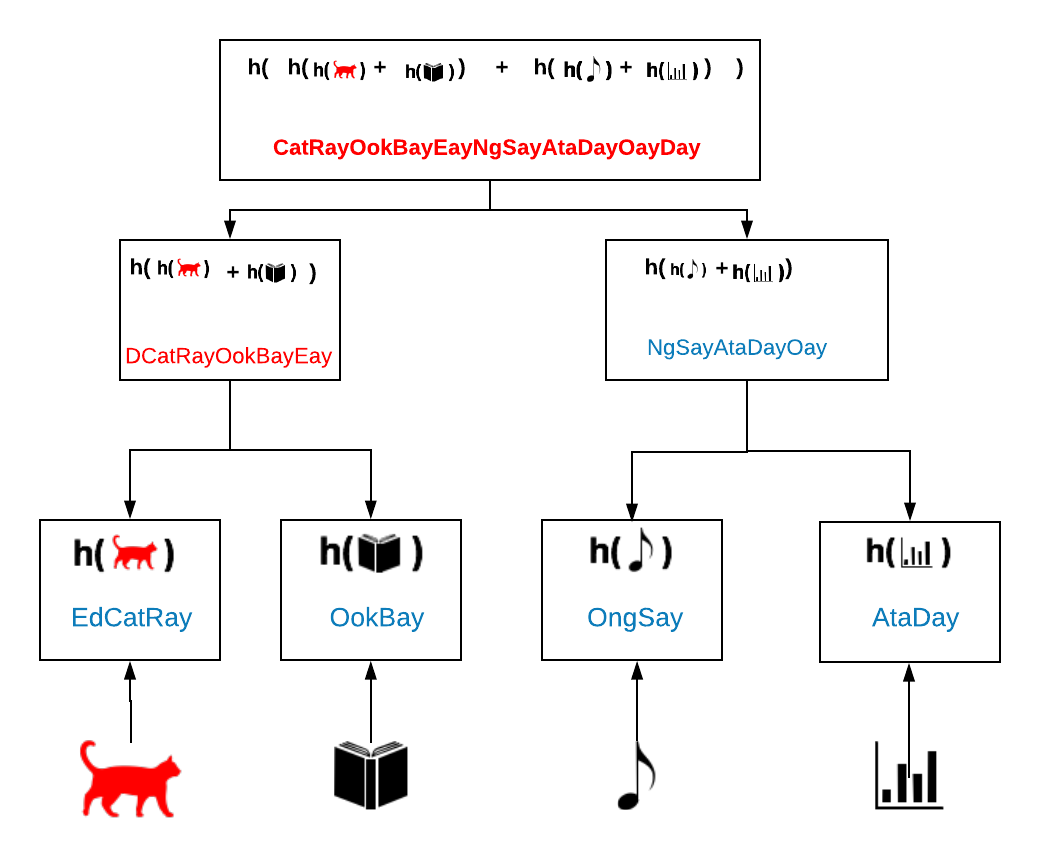 h( h( h( ) + h( ) ) + h( h( ) + h( ) ) )
CatRayOokBayEayNgSayAtaDayOayDay
h( h( ) + h( ) )
DCatRayOokBayEay
h( h( ) + h( ) )
NgSayAtaDayOay
h( )
EdCatRay
h( )
OokBay
h( )
OngSay
h( )
AtaDay